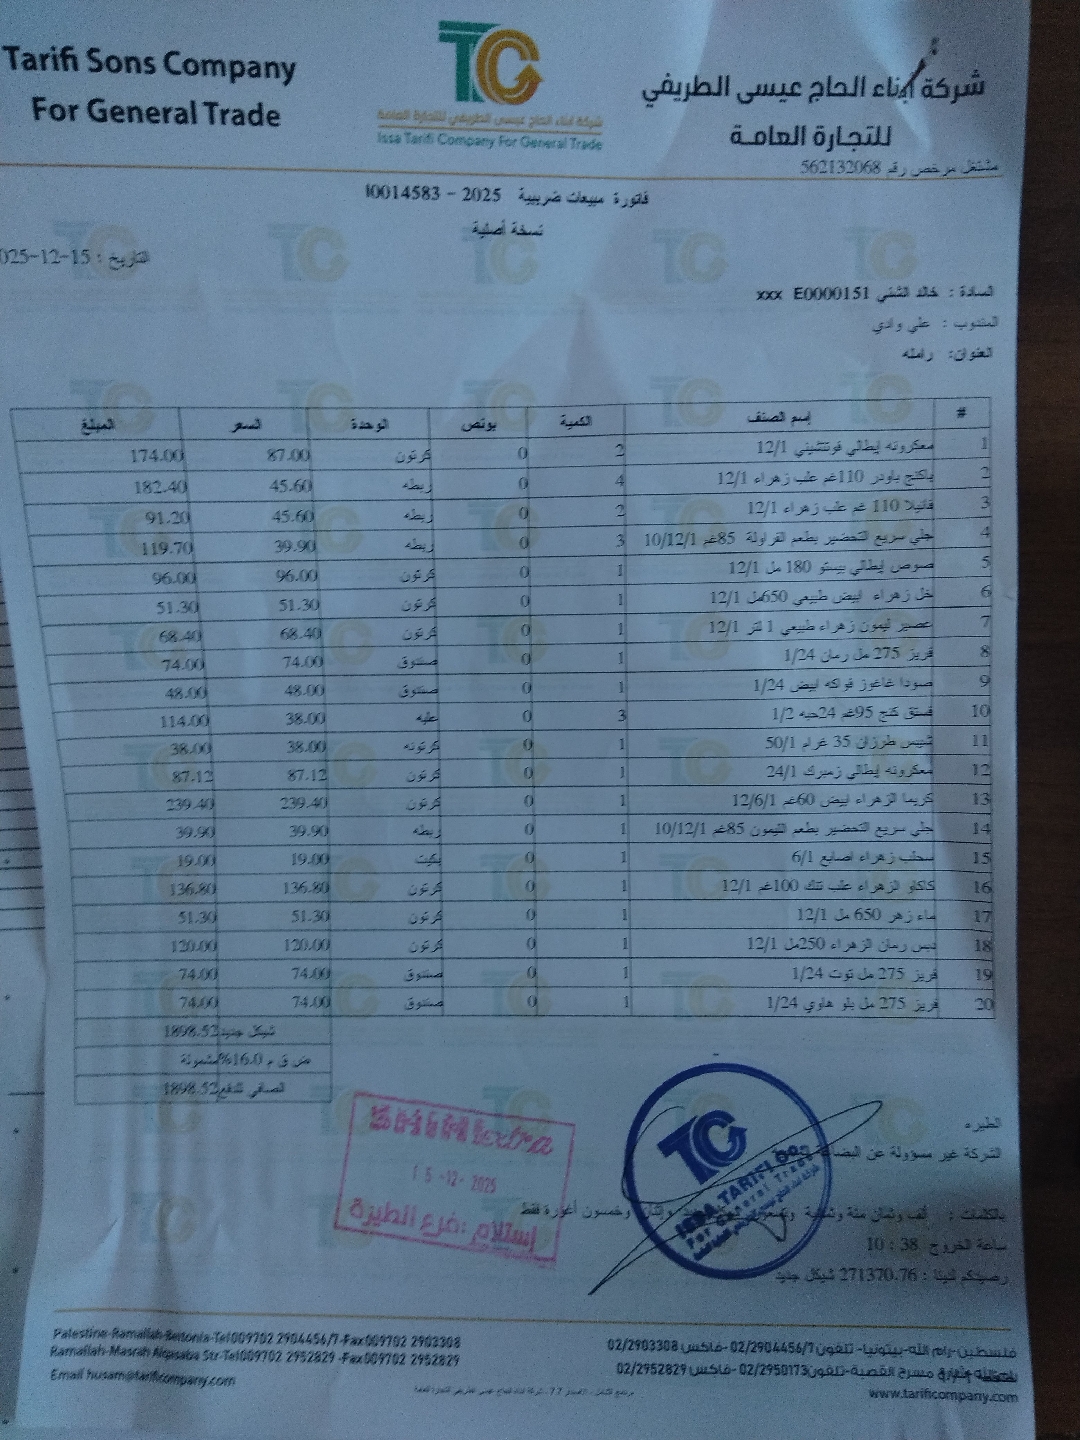 Tarifi Sons Company
For General Trade
TC
شركة ابناء الحاج عيسى الطريفي للتجارة العامة
Issa Tarifi Company For General Trade
شركة أبناء الحاج عيسى الطريفي
للتجارة العامة
مشتغل مرخص رقم 562132068
فاتورة مبيعات ضريبية 2025 - I0014583
نسخة أصلية
التاريخ : 15-12-025
السادة : خالد الشني E0000151 xxx
المندوب : علي وادي
العنوان: رامله
# إسم الصنف الكمية بونص الوحدة السعر المبلغ
1 معكرونه إيطالي فوتتشيني 12/1 2 0 كرتون 87.00 174.00
2 باكنج باودر 110غم علب زهراء 12/1 4 0 ربطه 45.60 182.40
3 فانيلا 110 غم علب زهراء 12/1 2 0 ربطه 45.60 91.20
4 جلي سريع التحضير بطعم الفراولة 85غم 10/12/1 3 0 ربطه 39.90 119.70
5 صوص إيطالي بيستو 180 مل 12/1 1 0 كرتون 96.00 96.00
6 خل زهراء ابيض طبيعي 650مل 12/1 1 0 كرتون 51.30 51.30
7 عصير ليمون زهراء طبيعي 1 لتر 12/1 1 0 كرتون 68.40 68.40
8 فريز 275 مل رمان 1/24 1 0 صندوق 74.00 74.00
9 صودا غاغوز فواكه ابيض 1/24 1 0 صندوق 48.00 48.00
10 فستق كنج 95غم 24حبه 1/2 3 0 علبه 38.00 114.00
11 شيبس طرزان 35 غرام 50/1 1 0 كرتونه 38.00 38.00
12 معكرونه إيطالي زمبرك 24/1 1 0 كرتون 87.12 87.12
13 كريما الزهراء ابيض 60غم 12/6/1 1 0 كرتون 239.40 239.40
14 جلي سريع التحضير بطعم الليمون 85غم 10/12/1 1 0 ربطه 39.90 39.90
15 سحلب زهراء اصابع 6/1 1 0 بكيت 19.00 19.00
16 كاكاو الزهراء علب تنك 100غم 12/1 1 0 كرتون 136.80 136.80
17 ماء زهر 650 مل 12/1 1 0 كرتون 51.30 51.30
18 دبس رمان الزهراء 250مل 12/1 1 0 كرتون 120.00 120.00
19 فريز 275 مل توت 1/24 1 0 صندوق 74.00 74.00
20 فريز 275 مل بلو هاوي 1/24 1 0 صندوق 74.00 74.00
شيكل جديد 1898.52
ض ق م 16.0% مشمولة
الصافي للدفع 1898.52
الطيره
الشركة غير مسؤولة عن البضاعة
TC
ISSA TARIFI Co.
For General Trade
15-12-2025
إستلام: فرع الطيرة
بالكلمات : ألف وثمان مئة وثمانية وخمسون أغورة فقط
ساعة الخروج 38 : 10
رصيدكم لدينا : 271370.76 شيكل جديد
Palestine-Ramallah-Beitonia-Tel009702 2904456/7-Fax009702 2903308
Ramallah-Masrah Alqasaba Str-Tel009702 2952829 -Fax009702 2952829
Email husam@tarificompany.com
فلسطين-رام الله-بيتونيا- تلفون02/2904456/7 -فاكس02/2903308
مسرح القصبة-تلفون02/2950173 -فاكس02/2952829
www.tarificompany.com